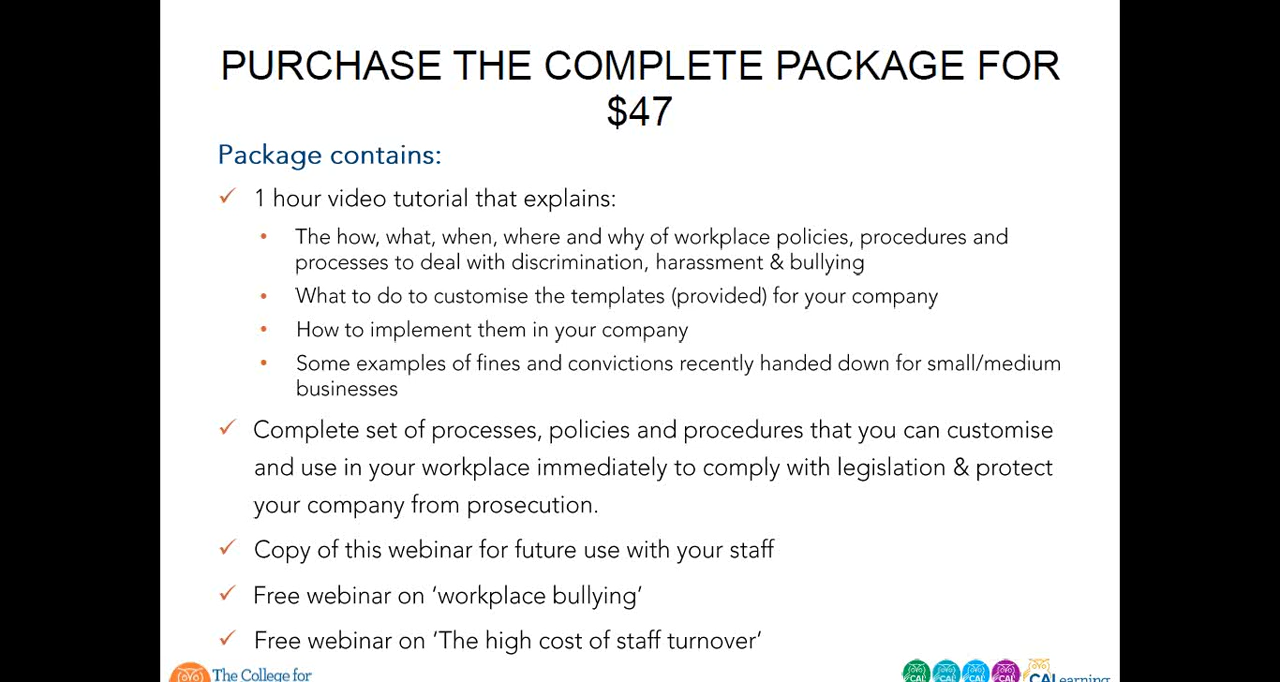 PURCHASE THE COMPLETE PACKAGE FOR
$47
Package contains:
✓ 1 hour video tutorial that explains:
• The how, what, when, where and why of workplace policies, procedures and
processes to deal with discrimination, harassment & bullying
• What to do to customise the templates (provided) for your company
• How to implement them in your company
• Some examples of fines and convictions recently handed down for small/medium
businesses
✓ Complete set of processes, policies and procedures that you can customise
and use in your workplace immediately to comply with legislation & protect
your company from prosecution.
✓ Copy of this webinar for future use with your staff
✓ Free webinar on ‘workplace bullying’
✓ Free webinar on ‘The high cost of staff turnover’
The College for
CAL CAL CAL CAL CALearning